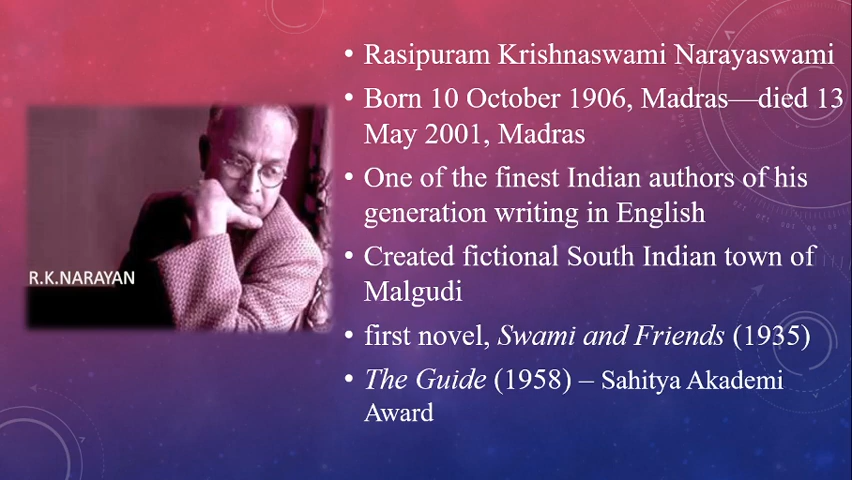 R.K.NARAYAN
• Rasipuram Krishnaswami Narayaswami
• Born 10 October 1906, Madras—died 13
May 2001, Madras
• One of the finest Indian authors of his
generation writing in English
• Created fictional South Indian town of
Malgudi
• first novel, Swami and Friends (1935)
• The Guide (1958) – Sahitya Akademi
Award